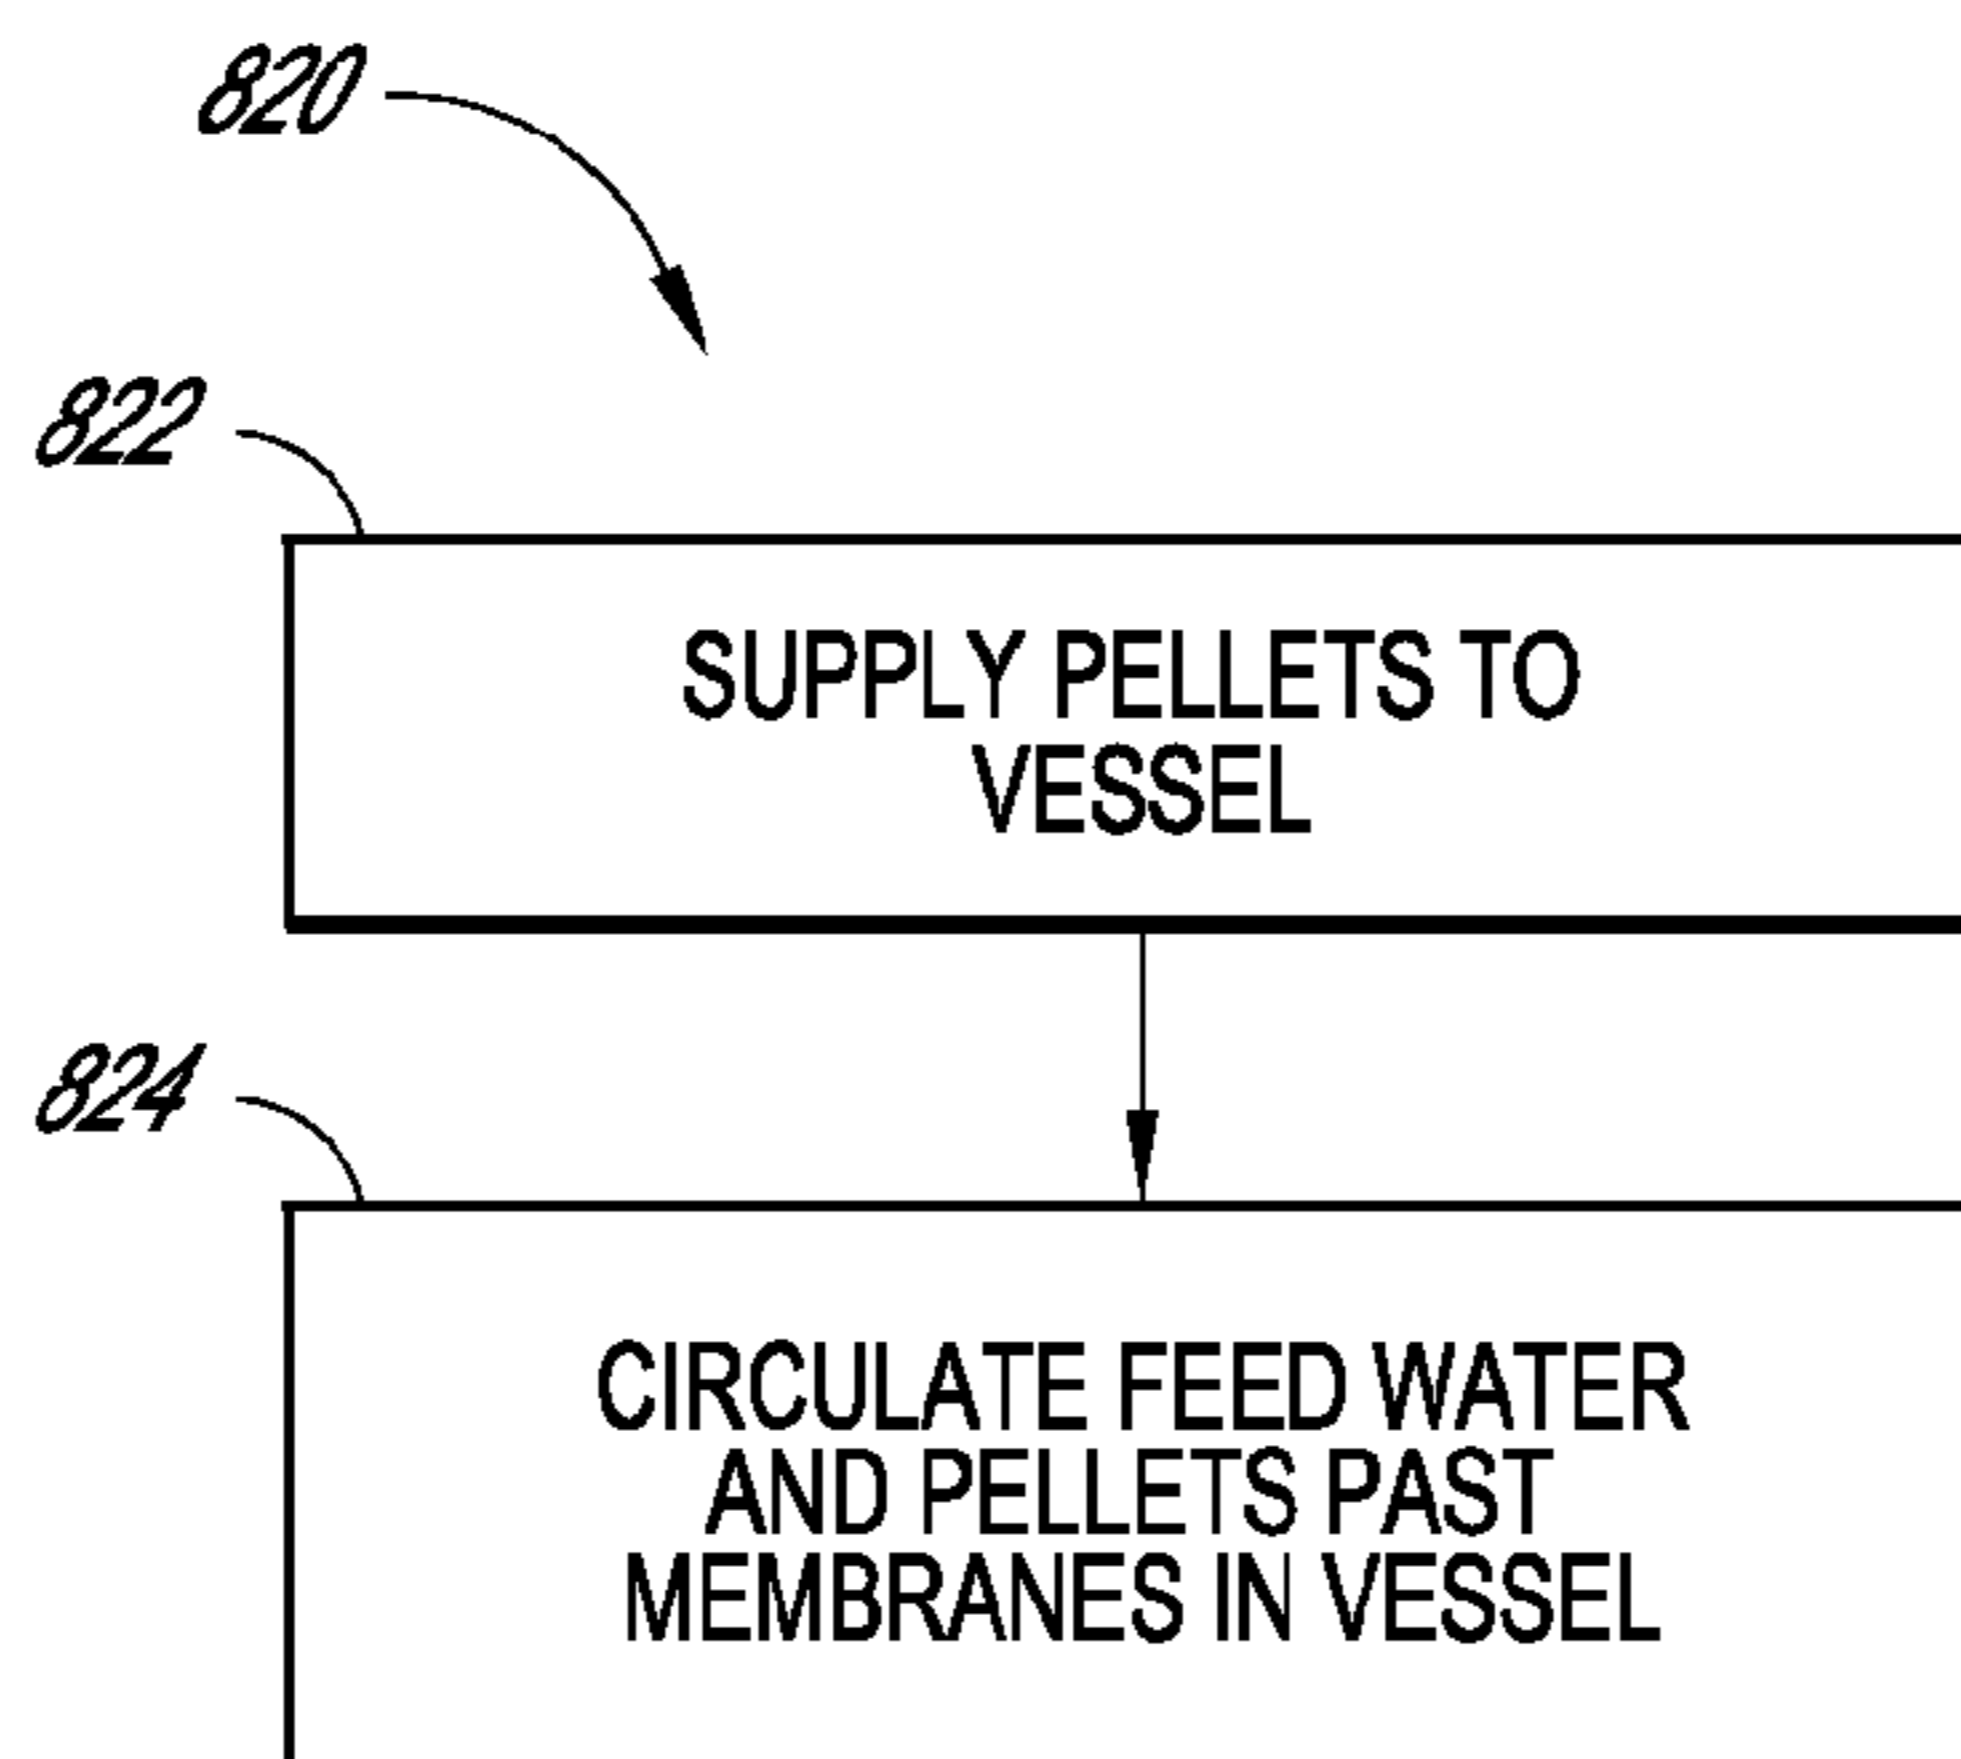 820
822
SUPPLY PELLETS TO
VESSEL
824
CIRCULATE FEED WATER
AND PELLETS PAST
MEMBRANES IN VESSEL